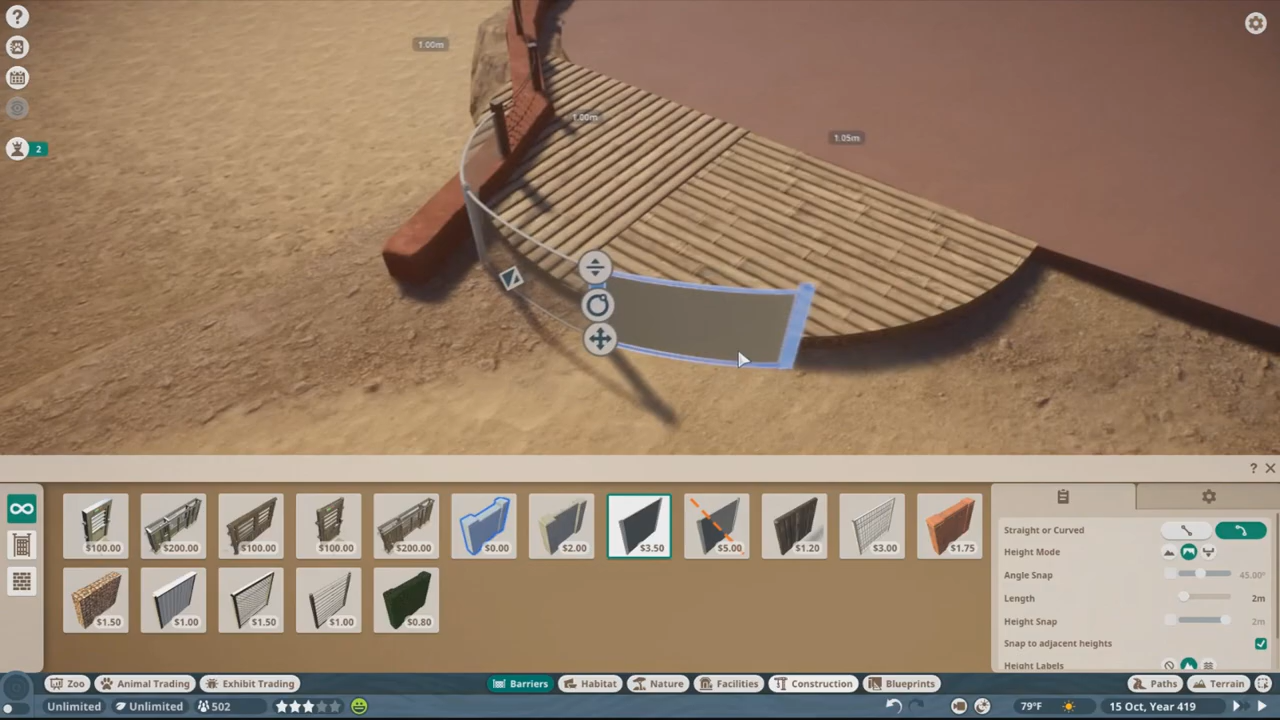 ?
2
1.00m
1.00m
1.05m
? ×
$100.00 $200.00 $100.00 $100.00 $200.00 $0.00 $2.00 $3.50 $5.00 $1.20 $3.00 $1.75
$1.50 $1.00 $1.50 $1.00 $0.80
Straight or Curved
Height Mode
Angle Snap 45.00°
Length 2m
Height Snap 2m
Snap to adjacent heights
Height Labels
Zoo Animal Trading Exhibit Trading Barriers Habitat Nature Facilities Construction Blueprints Paths Terrain
Unlimited Unlimited 502 79°F 15 Oct, Year 419